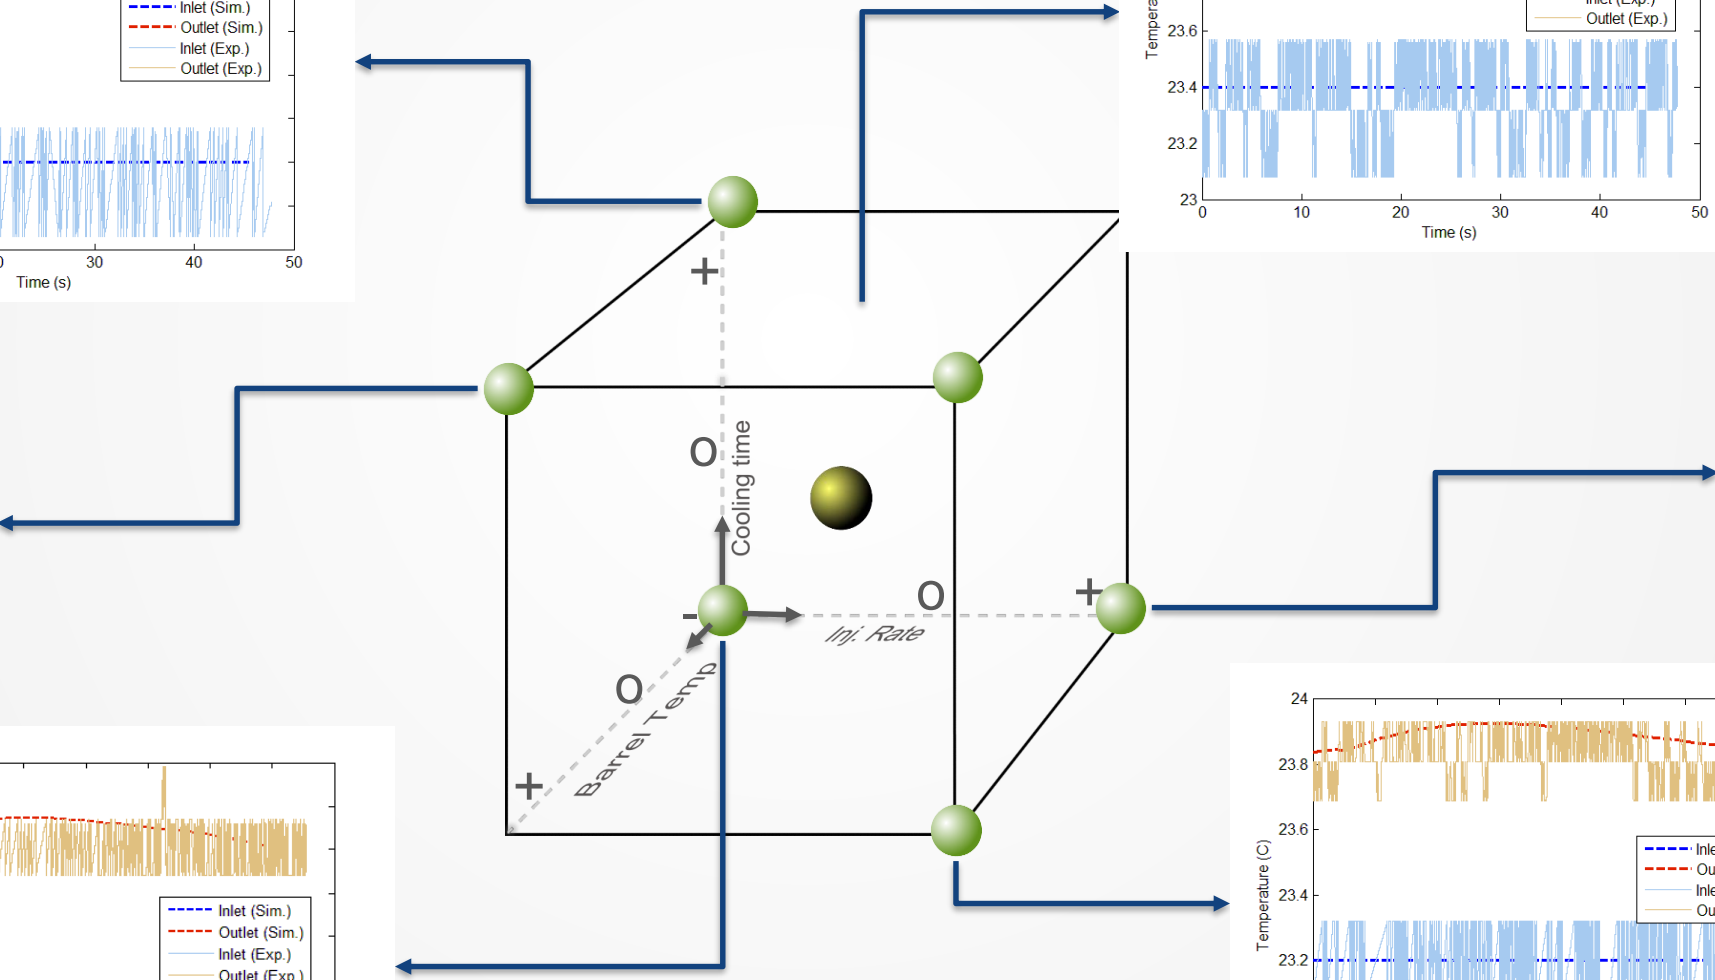 Inlet (Sim.)
Outlet (Sim.)
Inlet (Exp.)
Outlet (Exp.)
30
40
50
Time (s)
Outlet (Exp.)
23.6
23.4
23.2
23
0
10
20
30
40
50
Time (s)
+
O
Cooling time
-
O
+
Inj. Rate
O
Barrel Temp
+
Inlet (Sim.)
Outlet (Sim.)
Inlet (Exp.)
Outlet (Exp.)
24
23.8
23.6
23.4
23.2
Temperature (C)